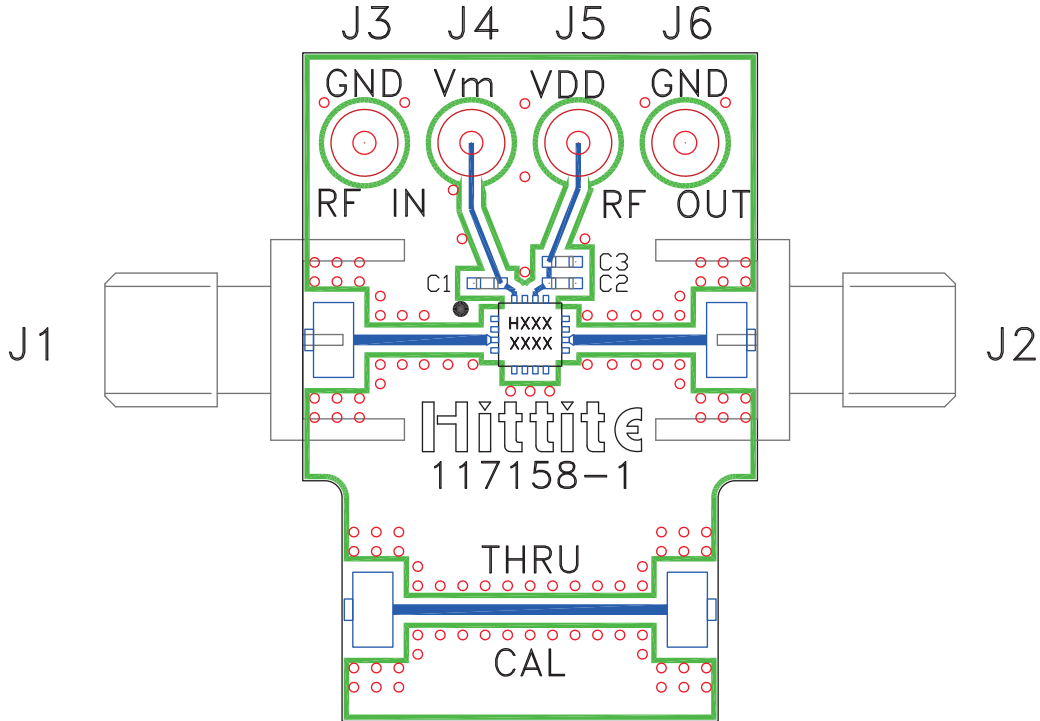 J3 J4 J5 J6
GND Vm VDD GND
RF IN RF OUT
C3
C1 C2
HXXX
XXXX
J1 J2
Hittite
117158-1
THRU
CAL